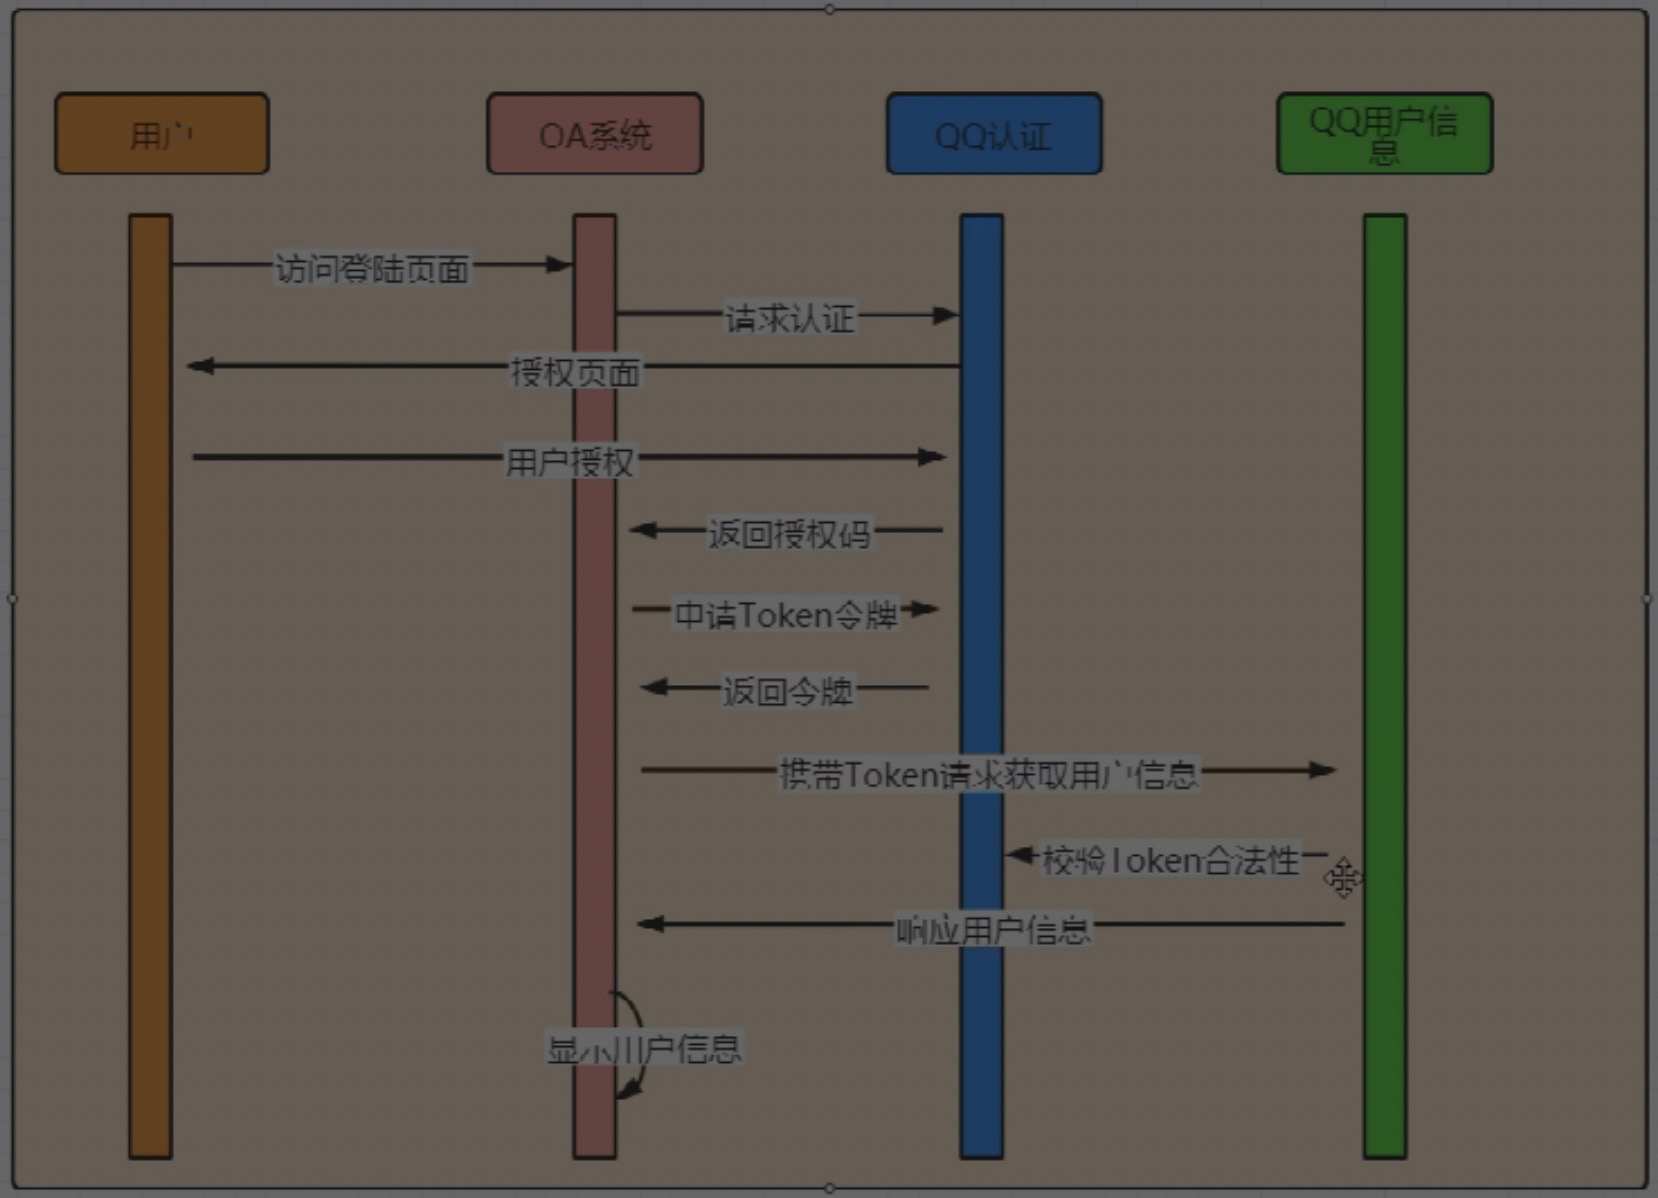 用户
OA系统
QQ认证
QQ用户信
息
访问登陆页面
请求认证
授权页面
用户授权
返回授权码
申请Token令牌
返回令牌
携带Token请求获取用户信息
校验Token合法性
响应用户信息
显示用户信息